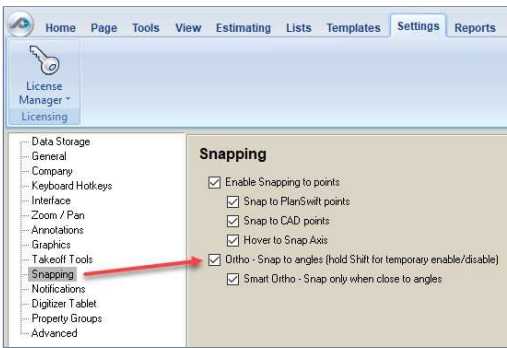 Home Page Tools View Estimating Lists Templates Settings Reports
License
Manager
Licensing
Data Storage
General
Company
Keyboard Hotkeys
Interface
Zoom / Pan
Annotations
Graphics
Takeoff Tools
Snapping
Notifications
Digitizer Tablet
Property Groups
Advanced
Snapping
Enable Snapping to points
Snap to PlanSwift points
Snap to CAD points
Hover to Snap Axis
Ortho - Snap to angles (hold Shift for temporary enable/disable)
Smart Ortho - Snap only when close to angles